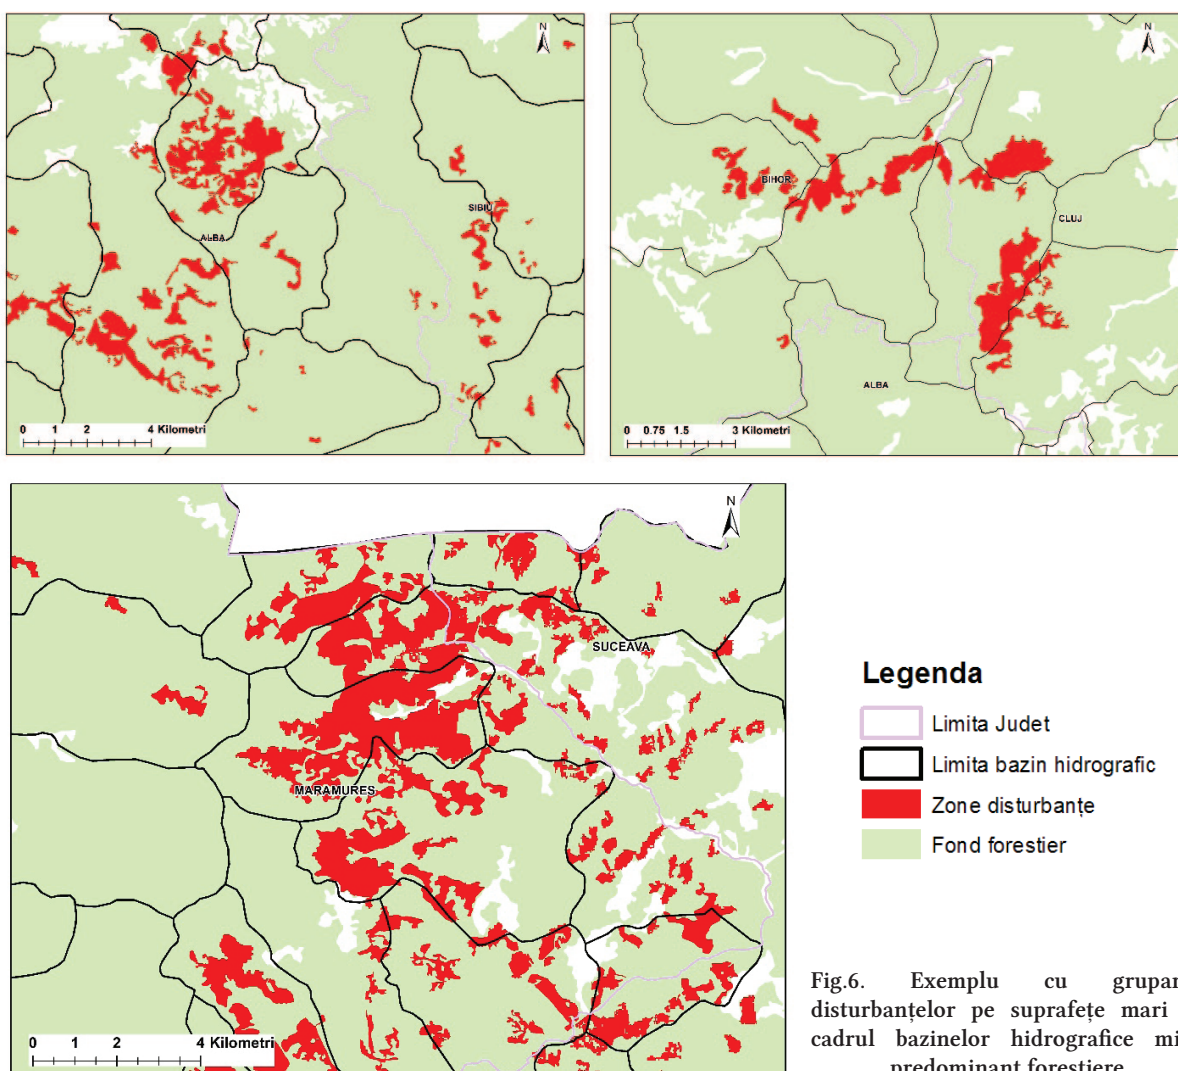 N
ALBA
SIBIU
0 1 2 4 Kilometri
N
BIHOR
CLUJ
ALBA
0 0.75 1.5 3 Kilometri
N
SUCEAVA
MARAMURES
0 1 2 4 Kilometri
Legenda
Limita Judet
Limita bazin hidrografic
Zone disturbanțe
Fond forestier
Fig.6. Exemplu cu grupar
disturbanțelor pe suprafețe mari
cadrul bazinelor hidrografice mi
predominant forestiere